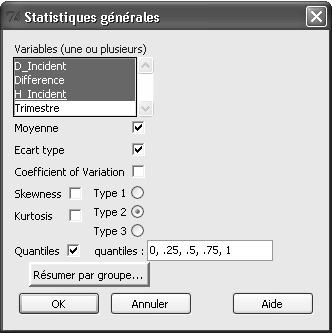 Statistiques générales
Variables (une ou plusieurs)
D_Incident
Difference
H_Incident
Trimestre
Moyenne
Ecart type
Coefficient of Variation
Skewness Type 1
Kurtosis Type 2
Type 3
Quantiles quantiles : 0, .25, .5, .75, 1
Résumer par groupe...
OK Annuler Aide